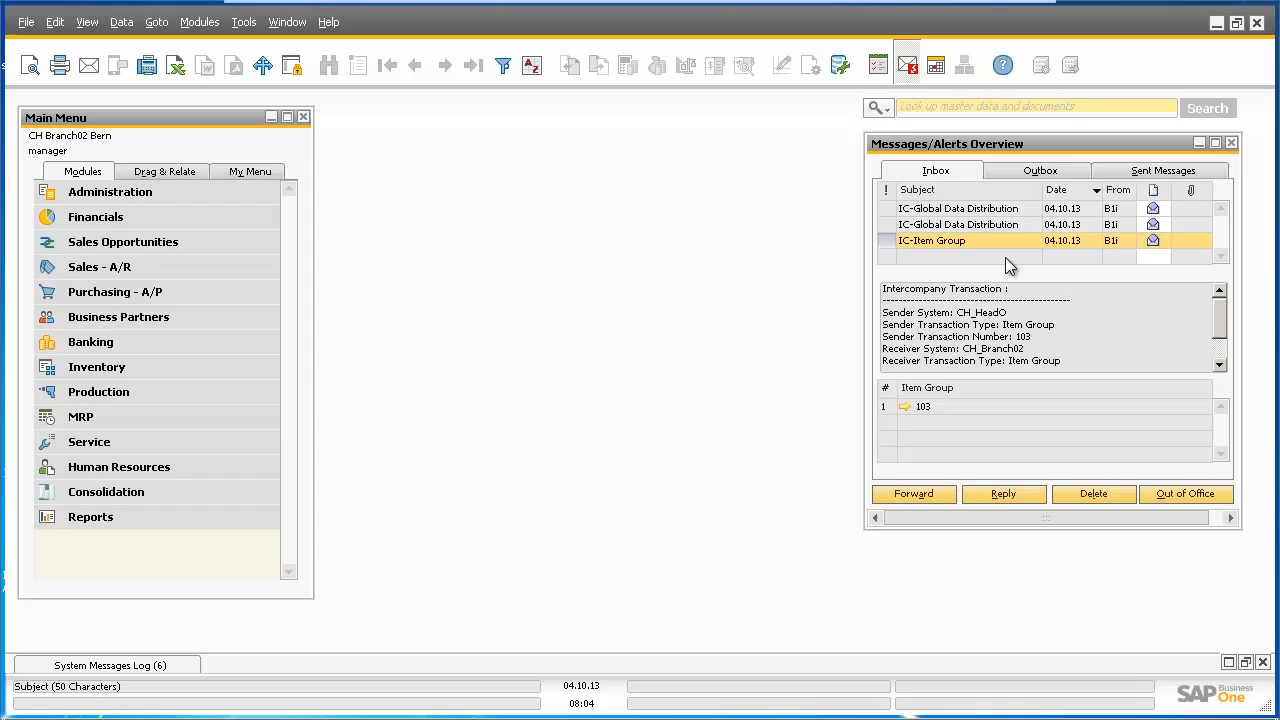 File Edit View Data Goto Modules Tools Window Help
Look up master data and documents Search
Main Menu
CH Branch02 Bern
manager
Modules Drag & Relate My Menu
Administration
Financials
Sales Opportunities
Sales - A/R
Purchasing - A/P
Business Partners
Banking
Inventory
Production
MRP
Service
Human Resources
Consolidation
Reports
Messages/Alerts Overview
Inbox Outbox Sent Messages
! Subject Date From
IC-Global Data Distribution 04.10.13 B1i
IC-Global Data Distribution 04.10.13 B1i
IC-Item Group 04.10.13 B1i
Intercompany Transaction :
------------------------------------------------
Sender System: CH_HeadO
Sender Transaction Type: Item Group
Sender Transaction Number: 103
Receiver System: CH_Branch02
Receiver Transaction Type: Item Group
# Item Group
1 103
Forward Reply Delete Out of Office
System Messages Log (6)
Subject (50 Characters) 04.10.13
08:04
SAP Business One